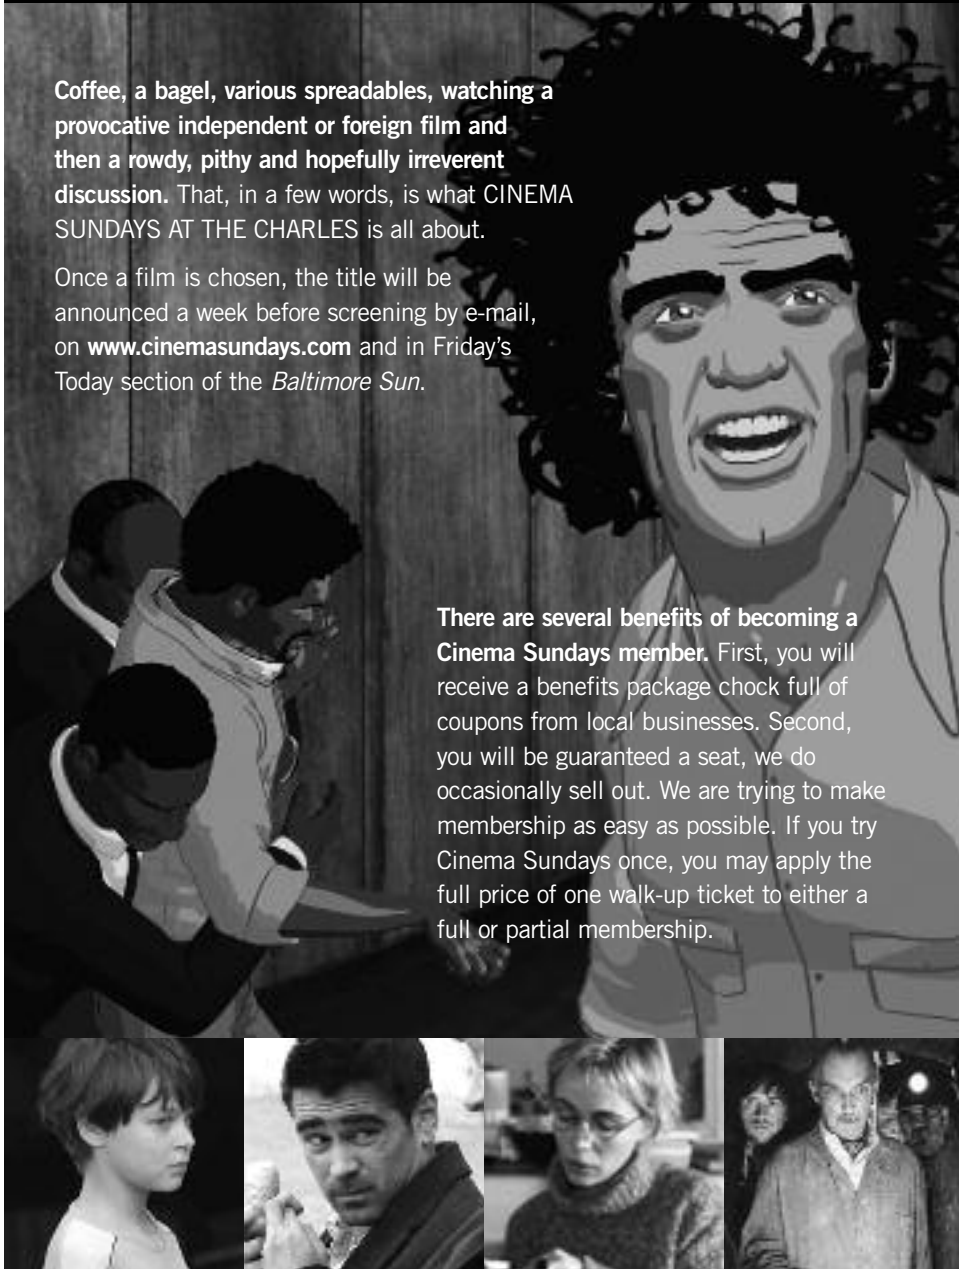 Coffee, a bagel, various spreadables, watching a
provocative independent or foreign film and
then a rowdy, pithy and hopefully irreverent
discussion. That, in a few words, is what CINEMA
SUNDAYS AT THE CHARLES is all about.
Once a film is chosen, the title will be
announced a week before screening by e-mail,
on www.cinemasundays.com and in Friday's
Today section of the Baltimore Sun.
There are several benefits of becoming a
Cinema Sundays member. First, you will
receive a benefits package chock full of
coupons from local businesses. Second,
you will be guaranteed a seat, we do
occasionally sell out. We are trying to make
membership as easy as possible. If you try
Cinema Sundays once, you may apply the
full price of one walk-up ticket to either a
full or partial membership.